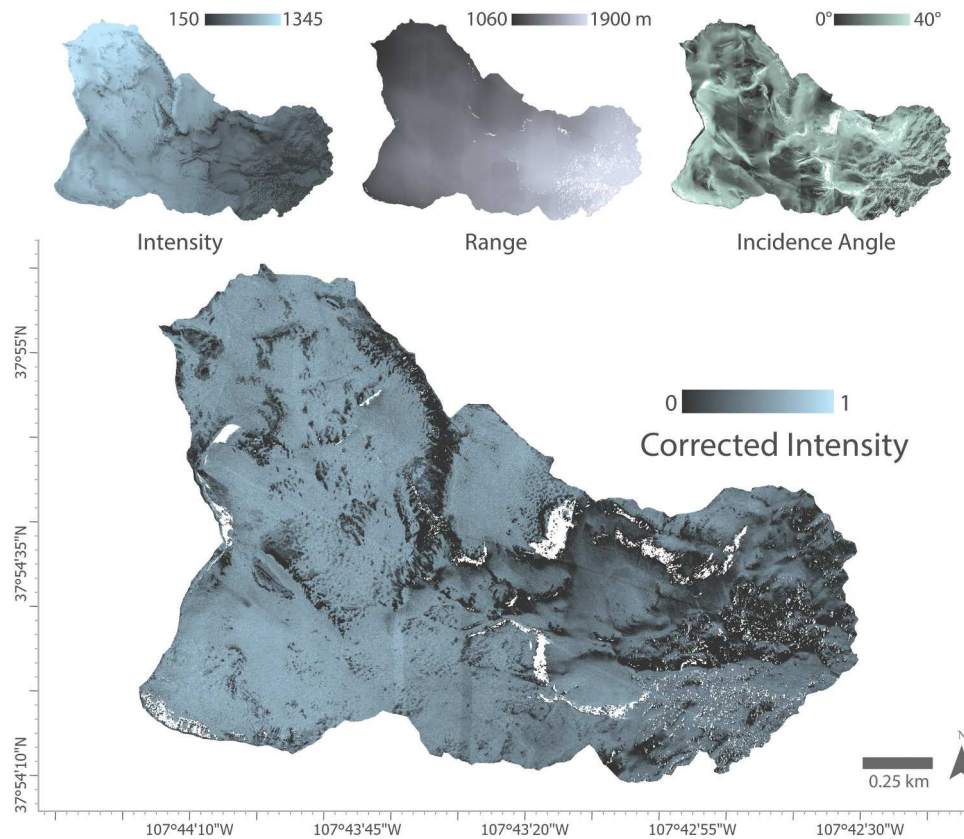 150 1345
1060 1900 m
0° 40°
Intensity
Range
Incidence Angle
0 1
Corrected Intensity
37°55'N
37°54'35"N
37°54'10"N
N
0.25 km
107°44'10"W 107°43'45"W 107°43'20"W 107°42'55"W 107°42'30"W